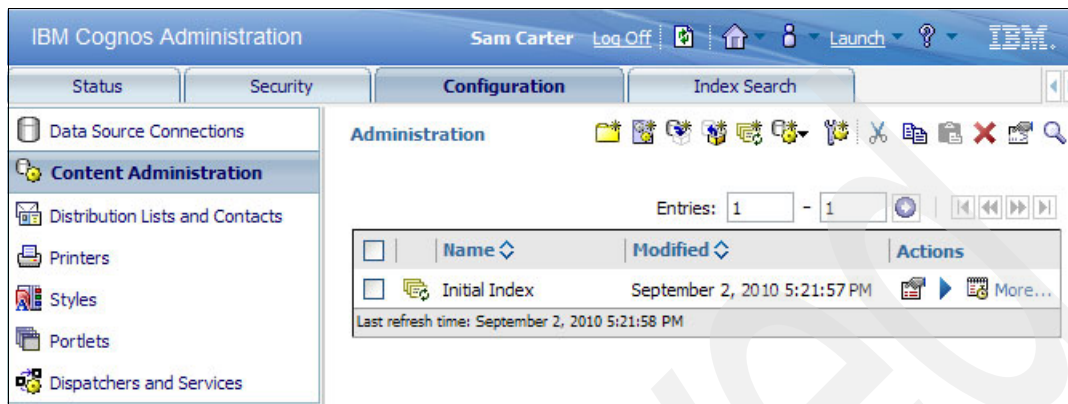 IBM Cognos Administration
Sam Carter Log Off Launch IBM.
Status Security Configuration Index Search
Data Source Connections
Content Administration
Distribution Lists and Contacts
Printers
Styles
Portlets
Dispatchers and Services
Administration
Entries: 1 - 1
Name Modified Actions
Initial Index September 2, 2010 5:21:57 PM More...
Last refresh time: September 2, 2010 5:21:58 PM